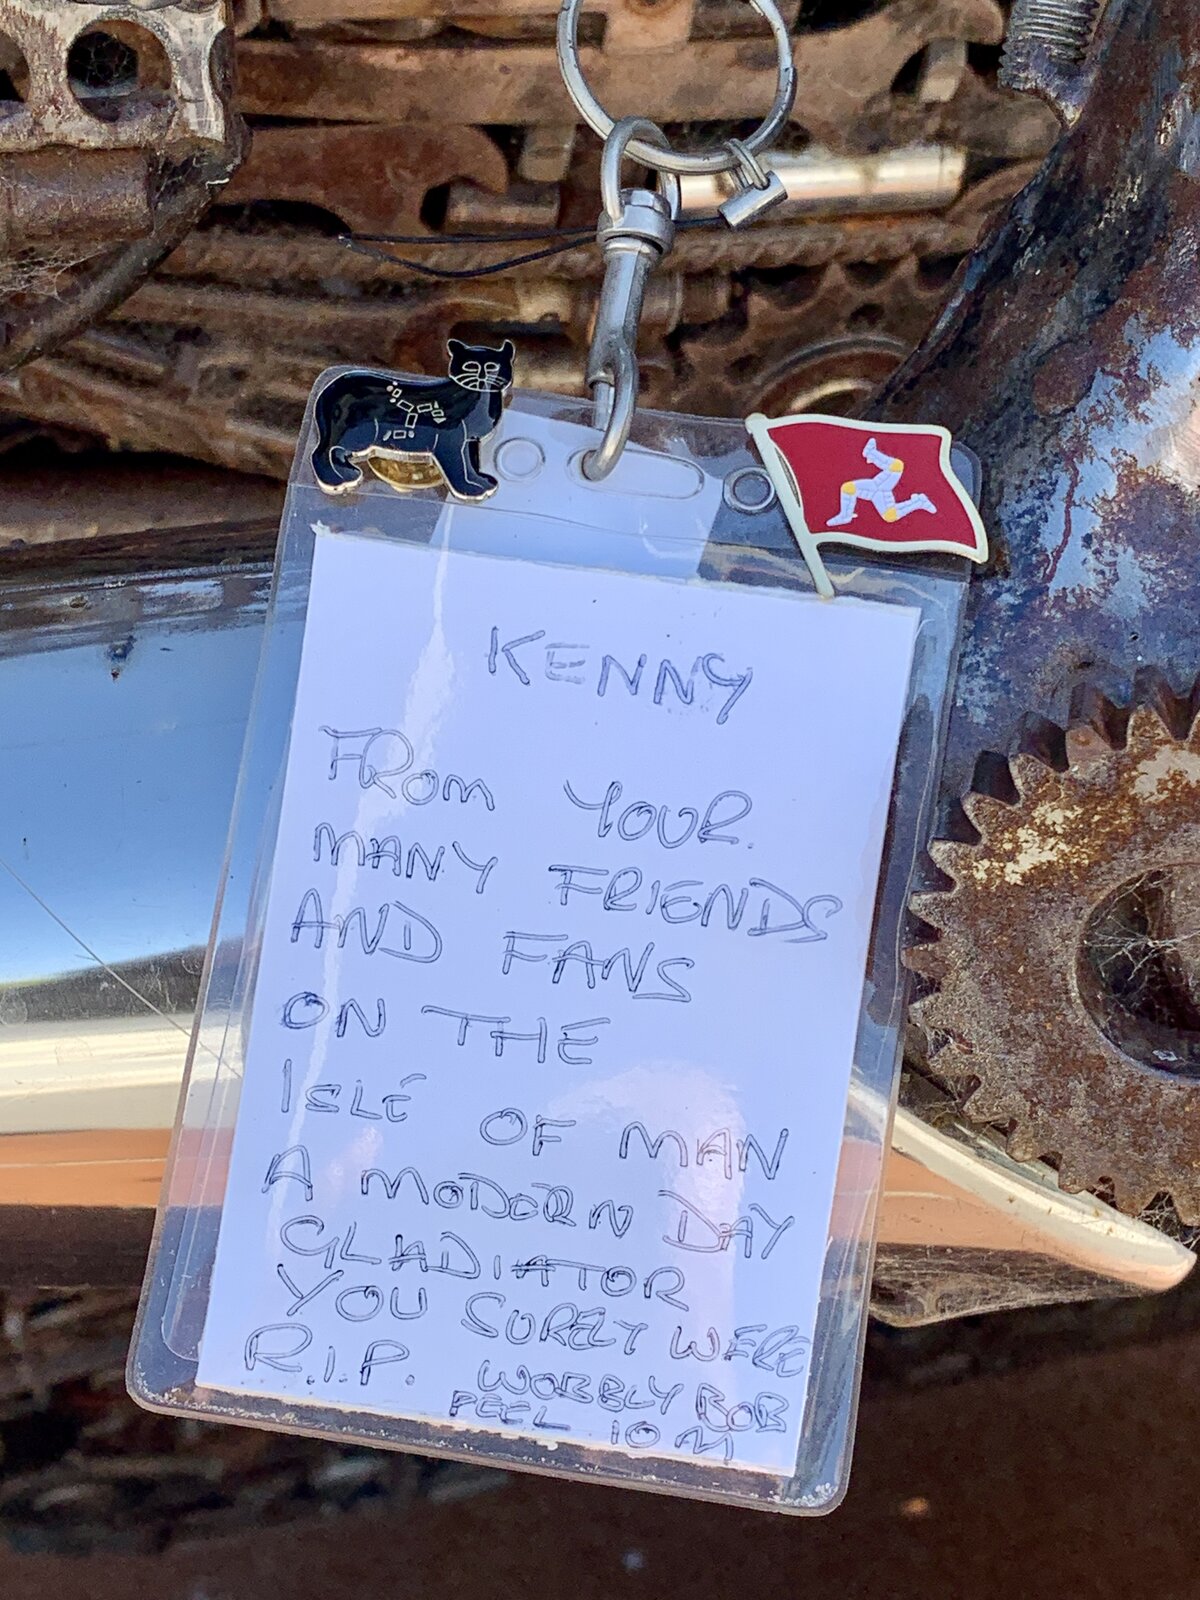 KENNY
FROM YOUR.
MANY FRIENDS
AND FANS
ON THE
ISLE OF MAN
A MODERN DAY
GLADIATOR
YOU SURELY WERE
R.I.P. WOBBLY BOB
PEEL IOM